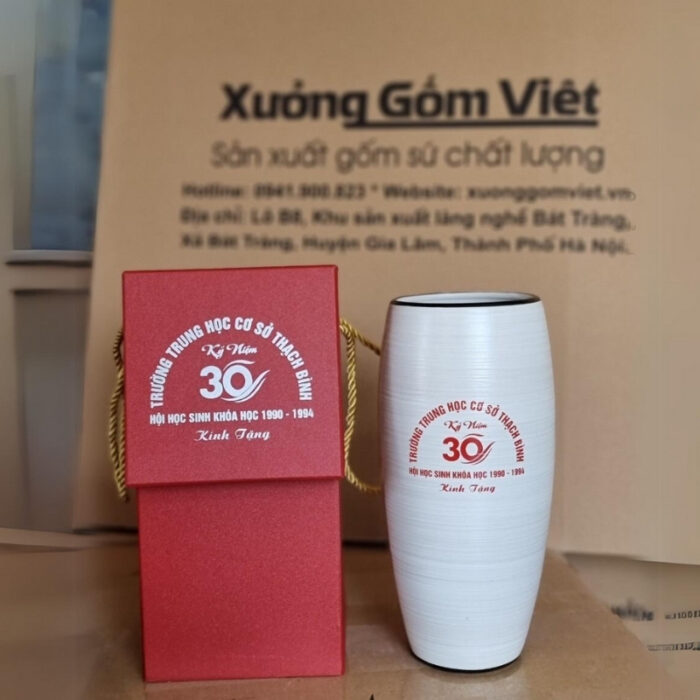 Xưởng Gốm Việt
Sản xuất gốm sứ chất lượng
Hotline: 0941.900.823 * Website: xuonggomviet.vn
Địa chỉ: Lô B8, Khu sản xuất làng nghề Bát Tràng,
Xã Bát Tràng, Huyện Gia Lâm, Thành Phố Hà Nội.
TRƯỜNG TRUNG HỌC CƠ SỞ THẠCH BÌNH
Kỷ Niệm
30
HỘI HỌC SINH KHÓA HỌC 1990 - 1994
Kính Tặng
TRƯỜNG TRUNG HỌC CƠ SỞ THẠCH BÌNH
Kỷ Niệm
30
HỘI HỌC SINH KHÓA HỌC 1990 - 1994
Kính Tặng